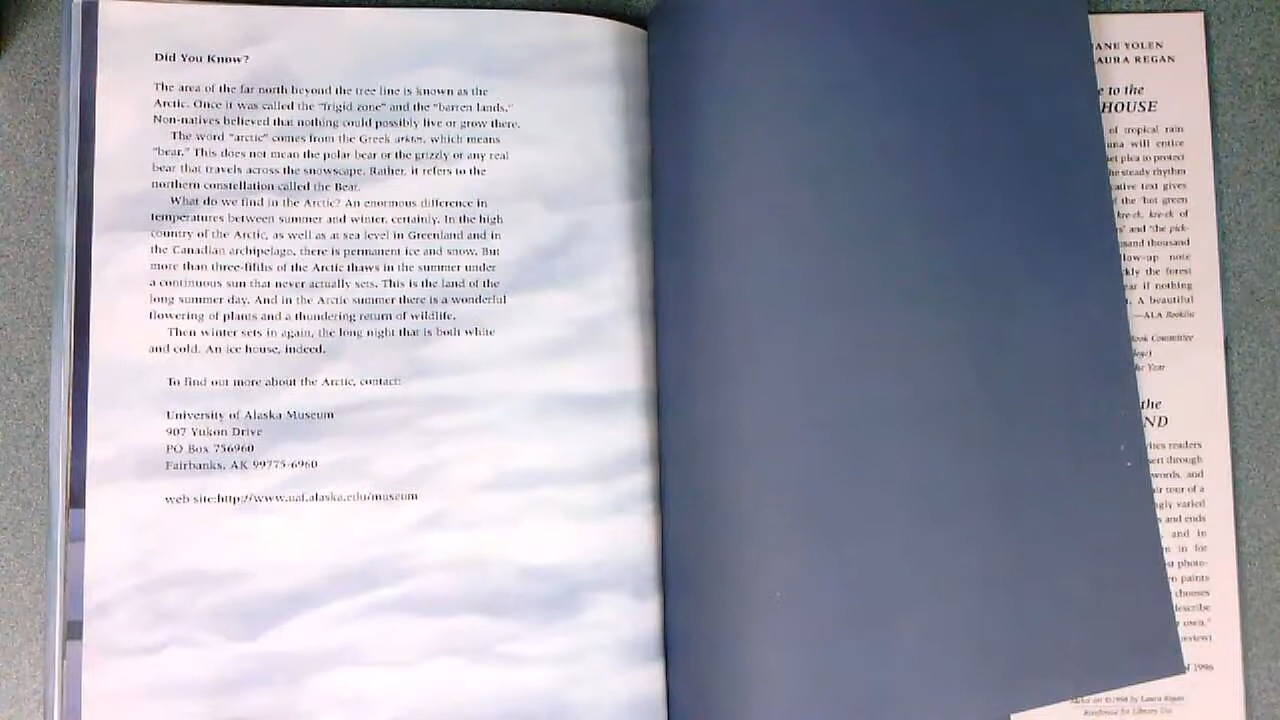 Did You Know?
The area of the far north beyond the tree line is known as the
Arctic. Once it was called the "frigid zone" and the "barren lands."
Non-natives believed that nothing could possibly live or grow there.
The word "arctic" comes from the Greek arktos, which means
"bear." This does not mean the polar bear or the grizzly or any real
bear that travels across the snowscape. Rather, it refers to the
northern constellation called the Bear.
What do we find in the Arctic? An enormous difference in
temperatures between summer and winter, certainly. In the high
country of the Arctic, as well as at sea level in Greenland and in
the Canadian archipelago, there is permanent ice and snow. But
more than three-fifths of the Arctic thaws in the summer under
a continuous sun that never actually sets. This is the land of the
long summer day. And in the Arctic summer there is a wonderful
flowering of plants and a thundering return of wildlife.
Then winter sets in again, the long night that is both white
and cold. An ice house, indeed.
To find out more about the Arctic, contact:
University of Alaska Museum
907 Yukon Drive
PO Box 756960
Fairbanks, AK 99775-6960
web site:http://www.uaf.alaska.edu/museum
ANE YOLEN
AURA REGAN
e to the
HOUSE
of tropical rain
una will entice
et plea to protect
he steady rhythm
ative text gives
f the 'hot green
kre-ek, kre-ek of
s' and 'the pick-
usand thousand
low-up note
kly the forest
ear if nothing
. A beautiful
—ALA Booklist
Book Committee
lege)
the Year
the
ND
vites readers
sert through
words, and
air tour of a
ngly varied
s and ends
, and in
n in for
st photo-
n paints
chooses
describe
own."
review)
of 1996
Jacket art ©1998 by Laura Regan
Reinforced for Library Use